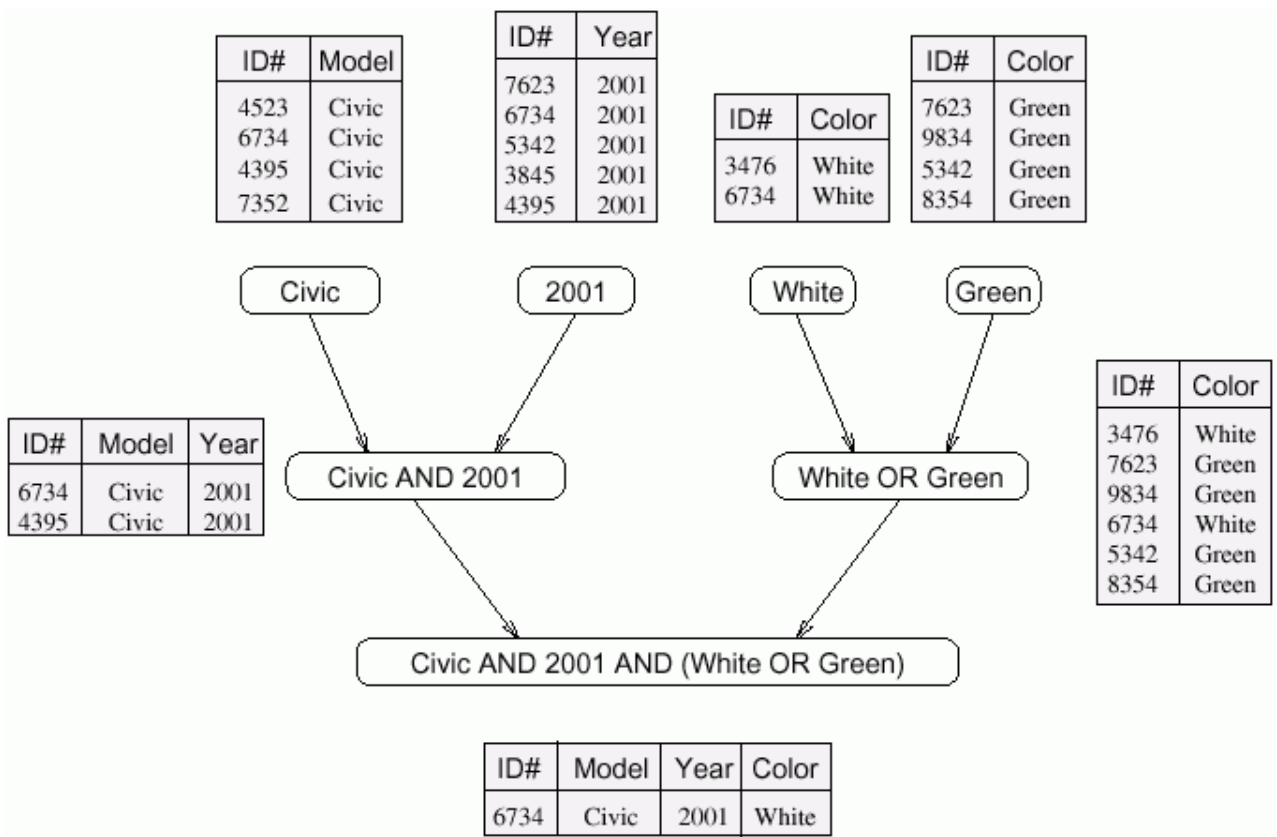 ID# Model
4523 Civic
6734 Civic
4395 Civic
7352 Civic
ID# Year
7623 2001
6734 2001
5342 2001
3845 2001
4395 2001
ID# Color
3476 White
6734 White
ID# Color
7623 Green
9834 Green
5342 Green
8354 Green
Civic
2001
White
Green
ID# Model Year
6734 Civic 2001
4395 Civic 2001
Civic AND 2001
White OR Green
ID# Color
3476 White
7623 Green
9834 Green
6734 White
5342 Green
8354 Green
Civic AND 2001 AND (White OR Green)
ID# Model Year Color
6734 Civic 2001 White